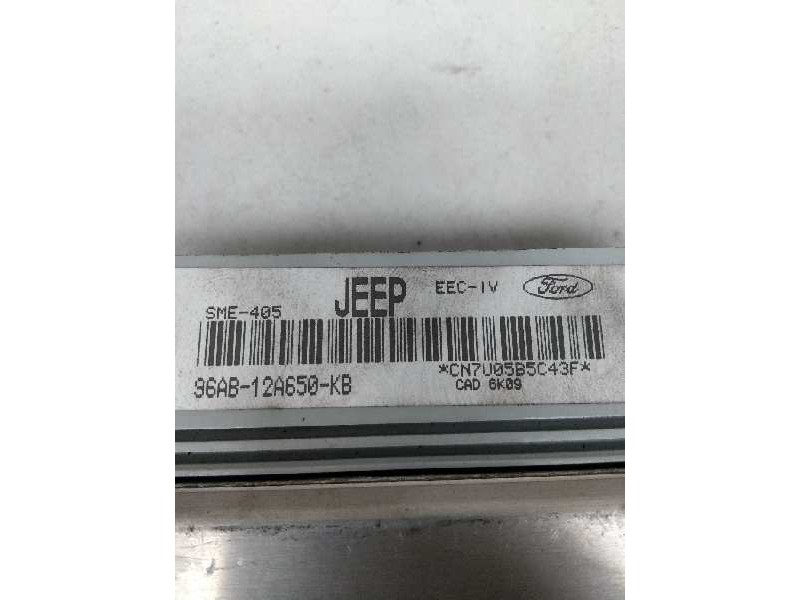 SME-405 JEEP EEC-IV Ford
*CN7U05B5C43F*
96AB-12A650-KB CAD 6K09